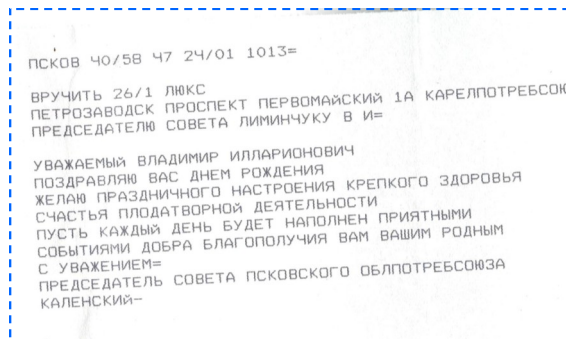 ПСКОВ 40/58 47 24/01 1013=
ВРУЧИТЬ 26/1 ЛЮКС
ПЕТРОЗАВОДСК ПРОСПЕКТ ПЕРВОМАЙСКИЙ 1А КАРЕЛПОТРЕБСОЮ
ПРЕДСЕДАТЕЛЮ СОВЕТА ЛИМИНЧУКУ В И=
УВАЖАЕМЫЙ ВЛАДИМИР ИЛЛАРИОНОВИЧ
ПОЗДРАВЛЯЮ ВАС ДНЕМ РОЖДЕНИЯ
ЖЕЛАЮ ПРАЗДНИЧНОГО НАСТРОЕНИЯ КРЕПКОГО ЗДОРОВЬЯ
СЧАСТЬЯ ПЛОДАТВОРНОЙ ДЕЯТЕЛЬНОСТИ
ПУСТЬ КАЖДЫЙ ДЕНЬ БУДЕТ НАПОЛНЕН ПРИЯТНЫМИ
СОБЫТИЯМИ ДОБРА БЛАГОПОЛУЧИЯ ВАМ ВАШИМ РОДНЫМ
С УВАЖЕНИЕМ=
ПРЕДСЕДАТЕЛЬ СОВЕТА ПСКОВСКОГО ОБЛПОТРЕБСОЮЗА
КАЛЕНСКИЙ-